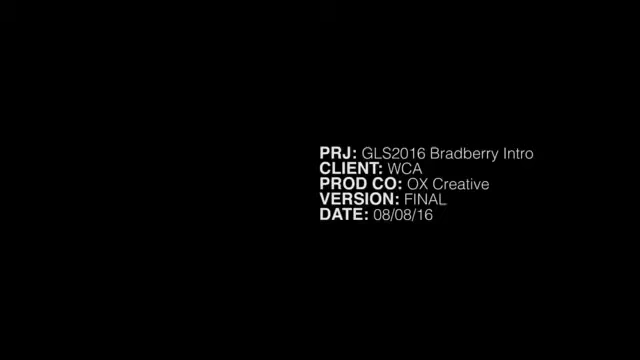 PRJ: GLS2016 Bradberry Intro
CLIENT: WCA
PROD CO: OX Creative
VERSION: FINAL
DATE: 08/08/16